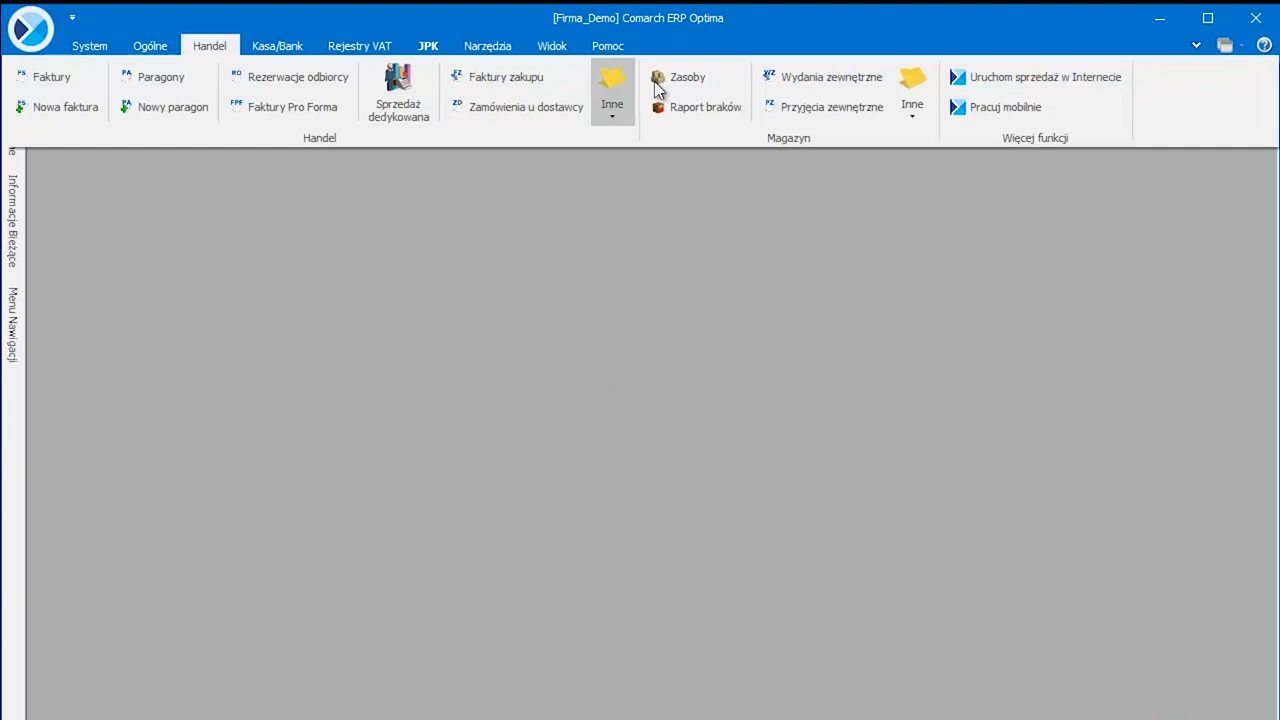 [Firma_Demo] Comarch ERP Optima
System Ogólne Handel Kasa/Bank Rejestry VAT JPK Narzędzia Widok Pomoc
FS Faktury PA Paragony RO Rezerwacje odbiorcy FZ Faktury zakupu Zasoby WZ Wydania zewnętrzne Uruchom sprzedaż w Internecie
FS Nowa faktura PA Nowy paragon FPF Faktury Pro Forma Sprzedaż dedykowana ZD Zamówienia u dostawcy Inne Raport braków PZ Przyjęcia zewnętrzne Inne Pracuj mobilnie
Handel Magazyn Więcej funkcji
Informacje Bieżące
Menu Nawigacji